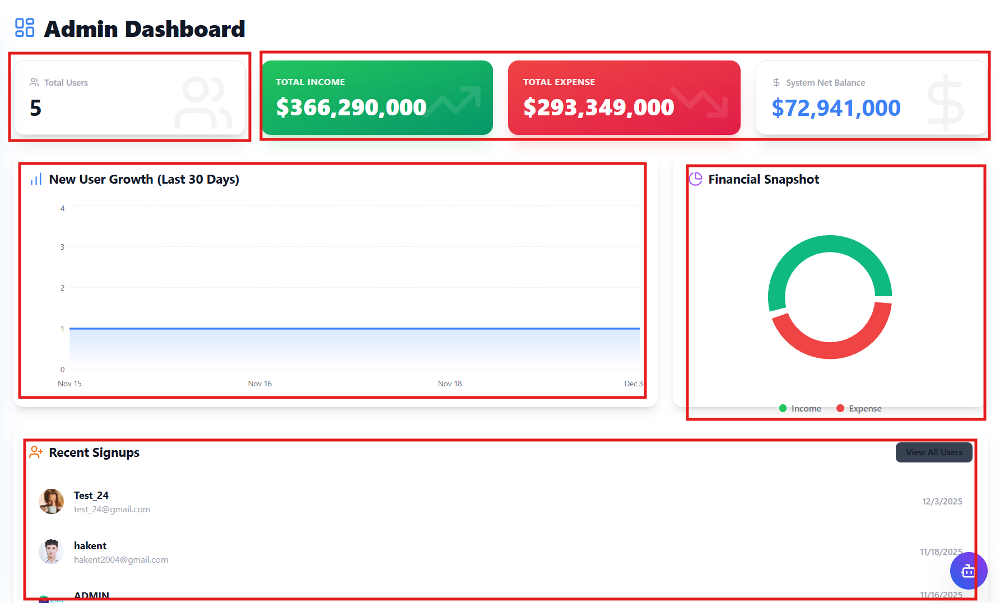 Admin Dashboard
Total Users
5
TOTAL INCOME
$366,290,000
TOTAL EXPENSE
$293,349,000
System Net Balance
$72,941,000
New User Growth (Last 30 Days)
4
3
2
1
0
Nov 15
Nov 16
Nov 18
Dec 3
Financial Snapshot
Income
Expense
Recent Signups
View All Users
Test_24
test_24@gmail.com
12/3/2025
hakent
hakent2004@gmail.com
11/18/2025
ADMIN
11/16/2025